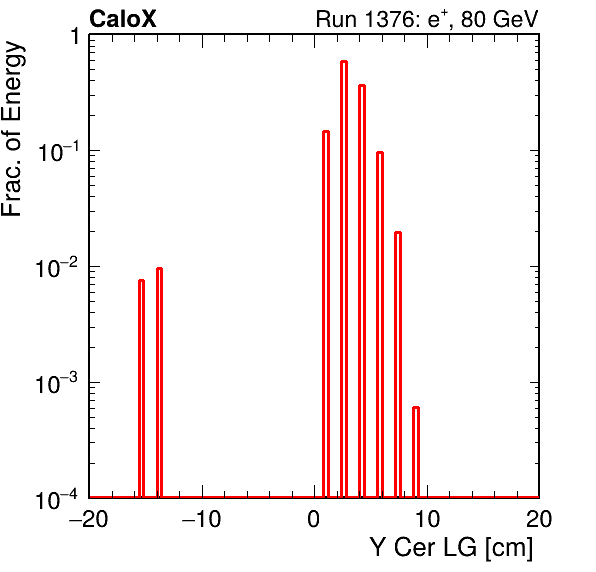 CaloX Run 1376: e⁺, 80 GeV
Frac. of Energy
1
10⁻¹
10⁻²
10⁻³
10⁻⁴
−20 −10 0 10 20
Y Cer LG [cm]